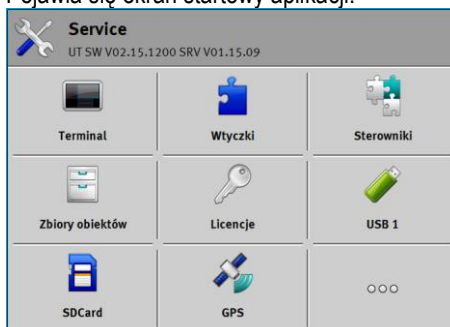 Pojawia się ekran startowy aplikacji.
Service
UT SW V02.15.1200 SRV V01.15.09
Terminal
Wtyczki
Sterowniki
Zbiory obiektów
Licencje
USB 1
SDCard
GPS